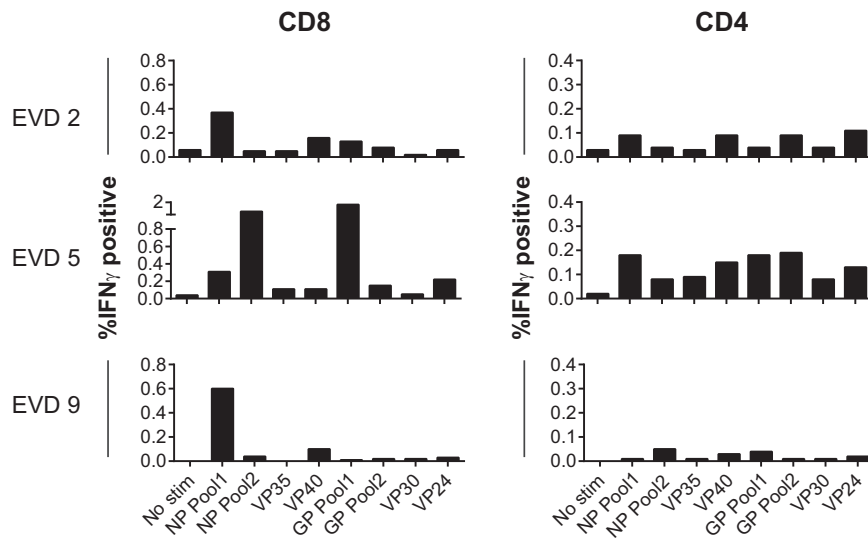 CD8
CD4
EVD 2
0.8
0.6
0.4
0.2
0.0
0.4
0.3
0.2
0.1
0.0
EVD 5
%IFNγ positive
2
0.8
0.6
0.4
0.2
0.0
%IFNγ positive
0.4
0.3
0.2
0.1
0.0
EVD 9
0.8
0.6
0.4
0.2
0.0
0.4
0.3
0.2
0.1
0.0
No stim
NP Pool1
NP Pool2
VP35
VP40
GP Pool1
GP Pool2
VP30
VP24
No stim
NP Pool1
NP Pool2
VP35
VP40
GP Pool1
GP Pool2
VP30
VP24